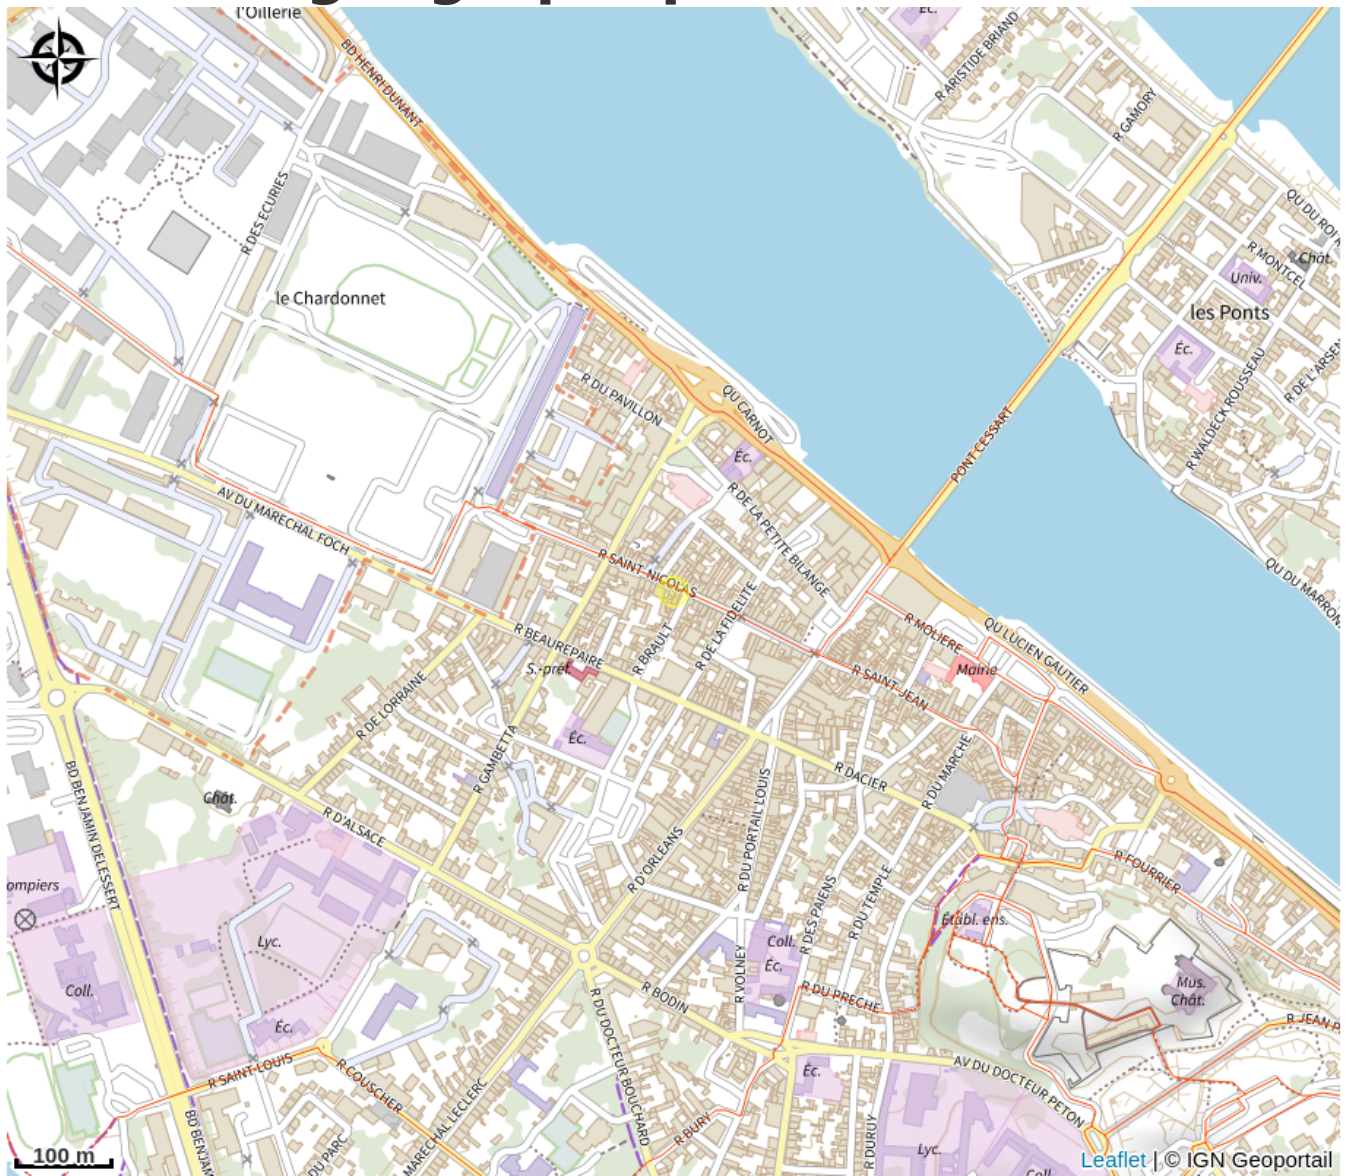 l'Oillerie
Éc.
BD HENRI DUNANT
R ARISTIDE BRIAND
R GAMORY
R DES ECURIES
QU DU ROI R
R MONTCEL
Chât.
Univ.
le Chardonnet
les Ponts
Éc.
R DE L'ARSEN
R WALDECK ROUSSEAU
R DU PAVILLON
QU CARNOT
PONT CESSART
Éc.
R DE LA PETITE BILANGE
AV DU MARECHAL FOCH
R SAINT-NICOLAS
QU DU MARRON
R DE LA FIDELITE
R MOLIERE
QU LUCIEN GAUTIER
R BEAUREPAIRE
R BRAULT
S.-préf.
Mairie
R SAINT-JEAN
R DE LORRAINE
Éc.
R GAMBETTA
R DACIER
R DU MARCHE
BD BENJAMIN DELESSERT
Chât.
R D'ALSACE
R DU PORTAIL LOUIS
R D'ORLEANS
R FOURRIER
ompiers
R DES PAIENS
R DU TEMPLE
Établ. ens.
Lyc.
Coll.
Éc.
R VOLNEY
Coll.
R BODIN
R DU PRECHE
Mus.
Chât.
Éc.
R DU DOCTEUR BOUCHARD
R JEAN P
R SAINT-LOUIS
R COUSCHER
Éc.
AV DU DOCTEUR PETON
R MARECHAL LECLERC
BD BENJAM
R BURY
R DURUY
DU PARC
Lyc.
Coll.
100 m
Leaflet | © IGN Geoportail